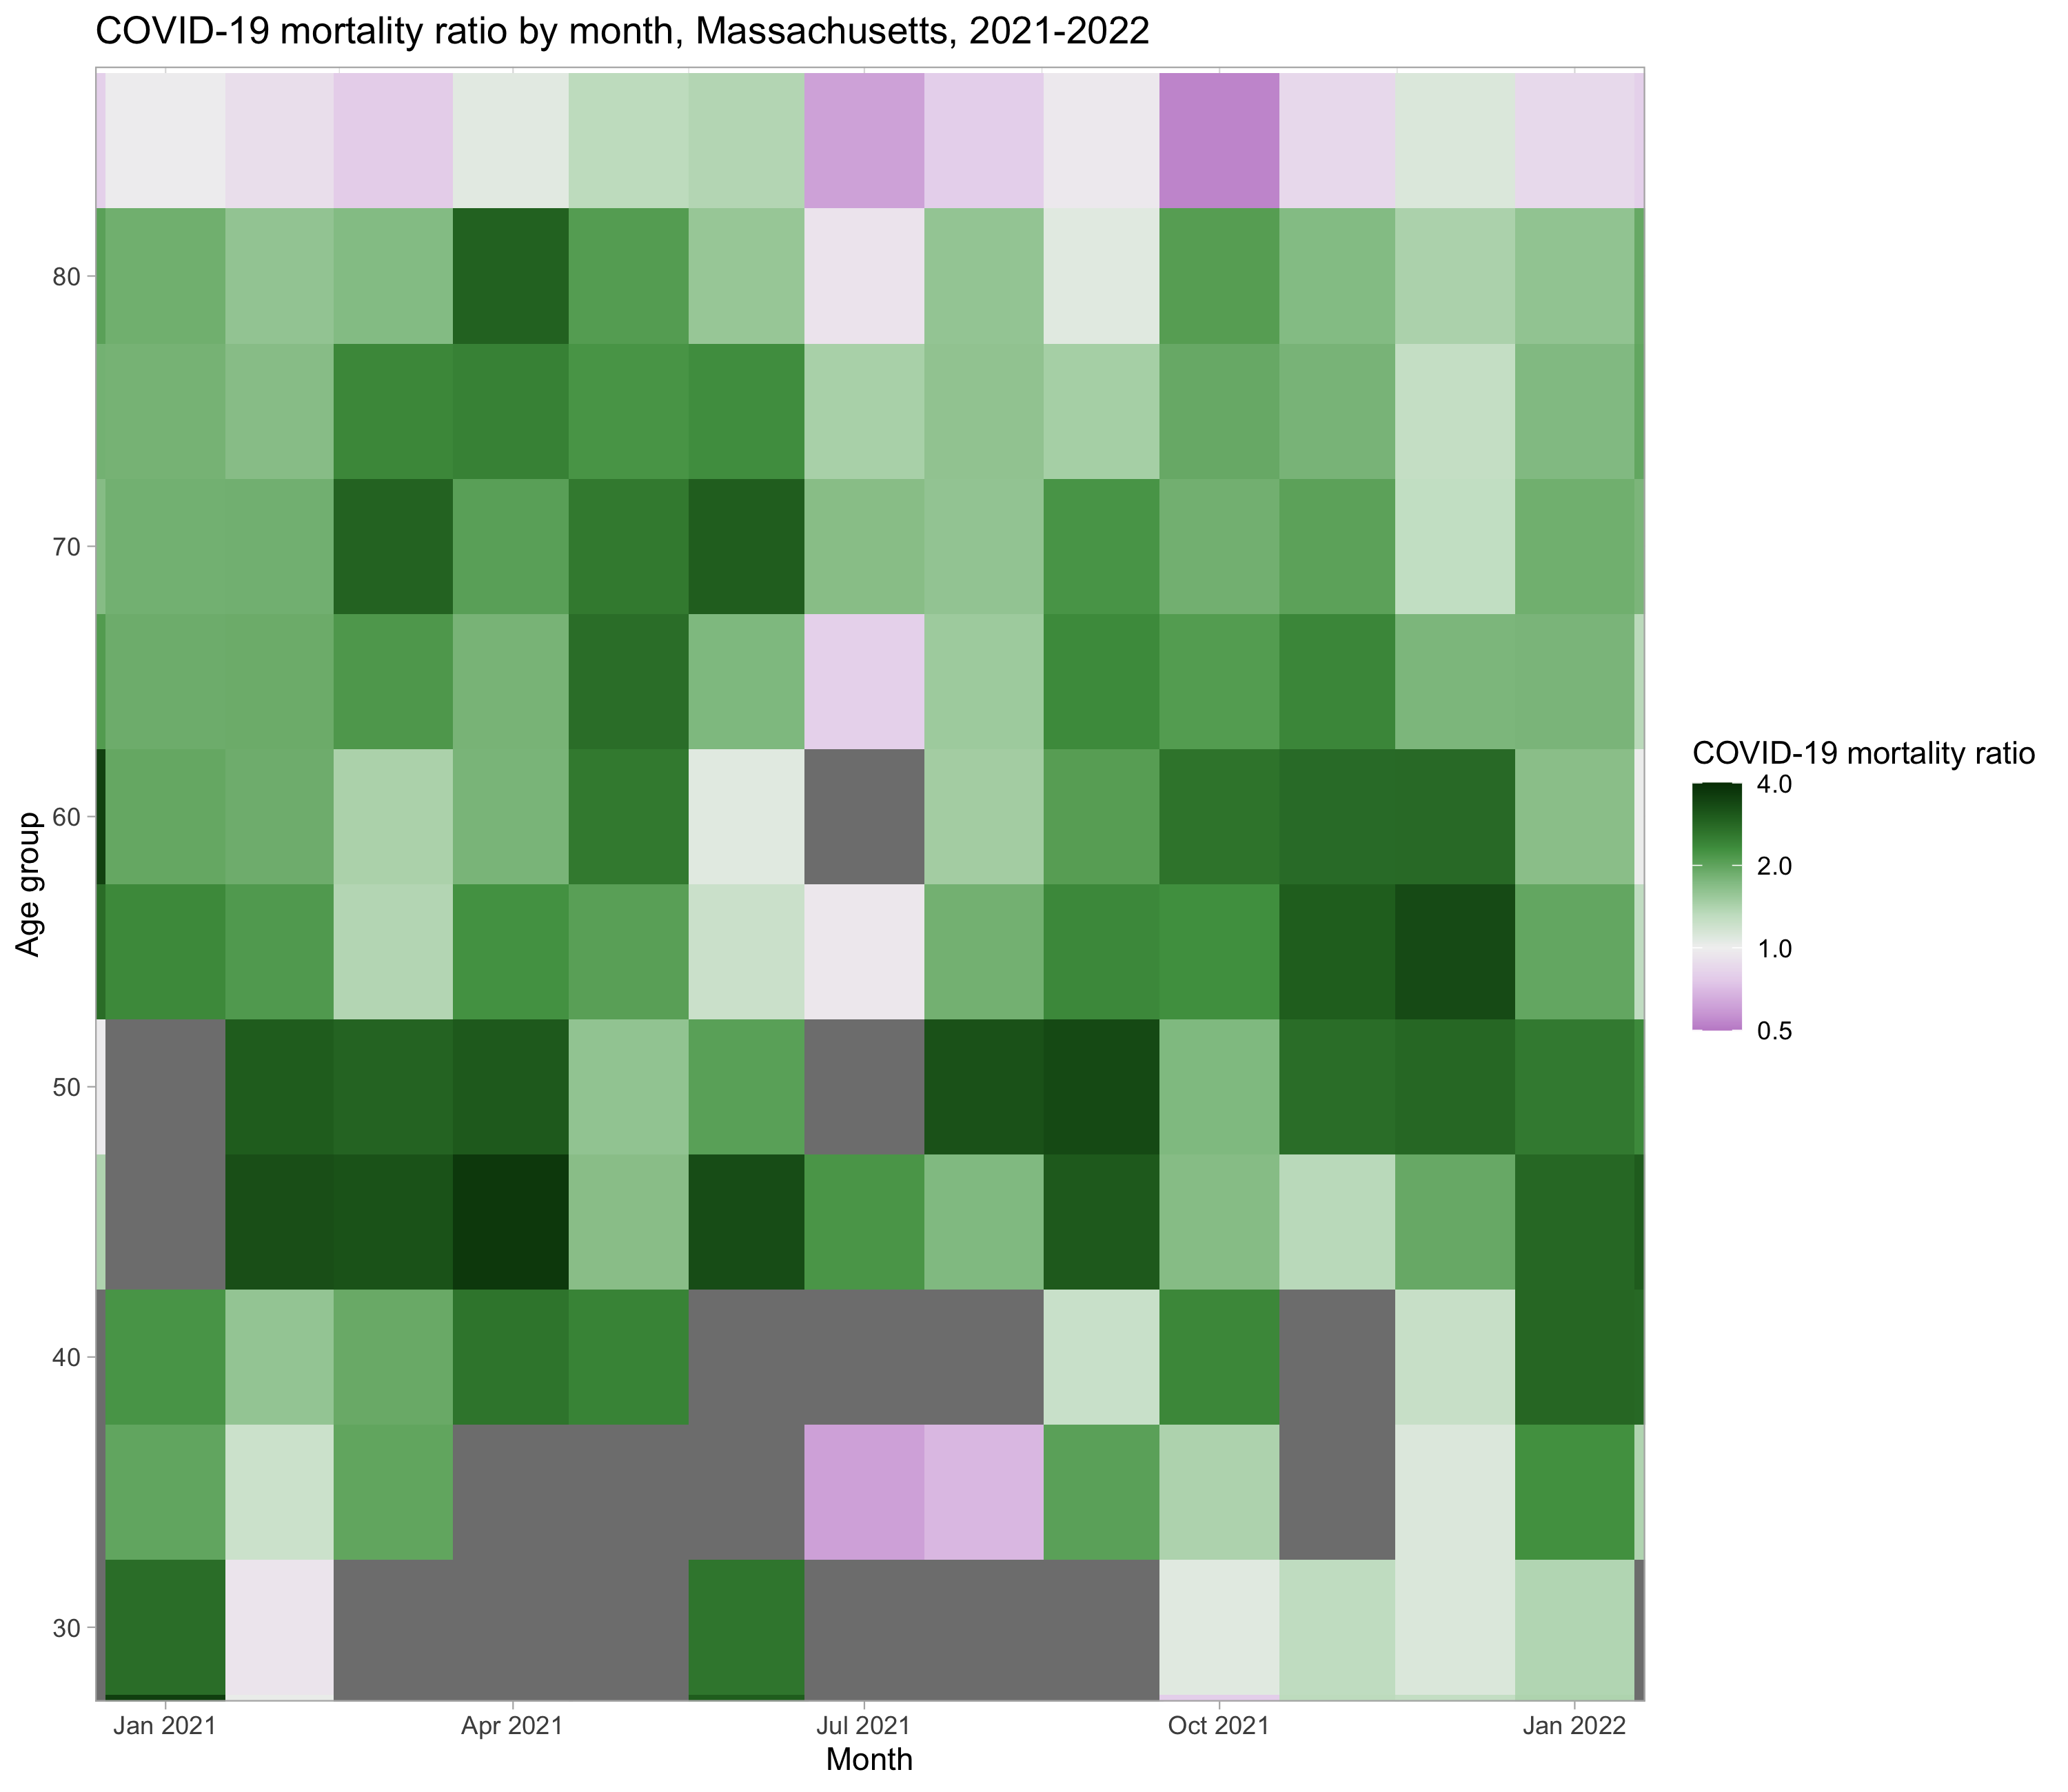 COVID-19 mortality ratio by month, Massachusetts, 2021-2022
80
70
60
50
40
30
Age group
Jan 2021
Apr 2021
Jul 2021
Oct 2021
Jan 2022
Month
COVID-19 mortality ratio
4.0
2.0
1.0
0.5